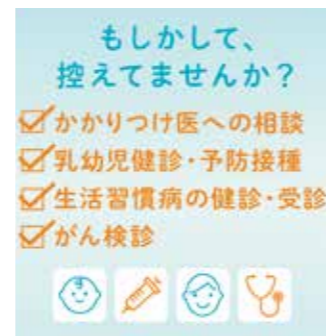 もしかして、
控えてませんか？
かかりつけ医への相談
乳幼児健診・予防接種
生活習慣病の健診・受診
がん検診